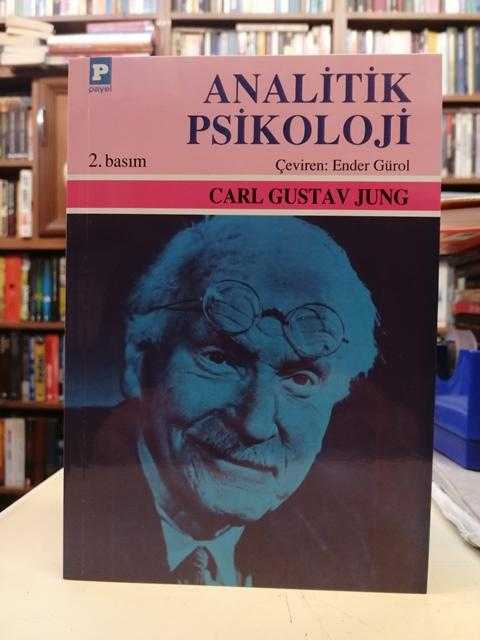 P
payel
ANALİTİK
PSİKOLOJİ
2. basım
Çeviren: Ender Gürol
CARL GUSTAV JUNG